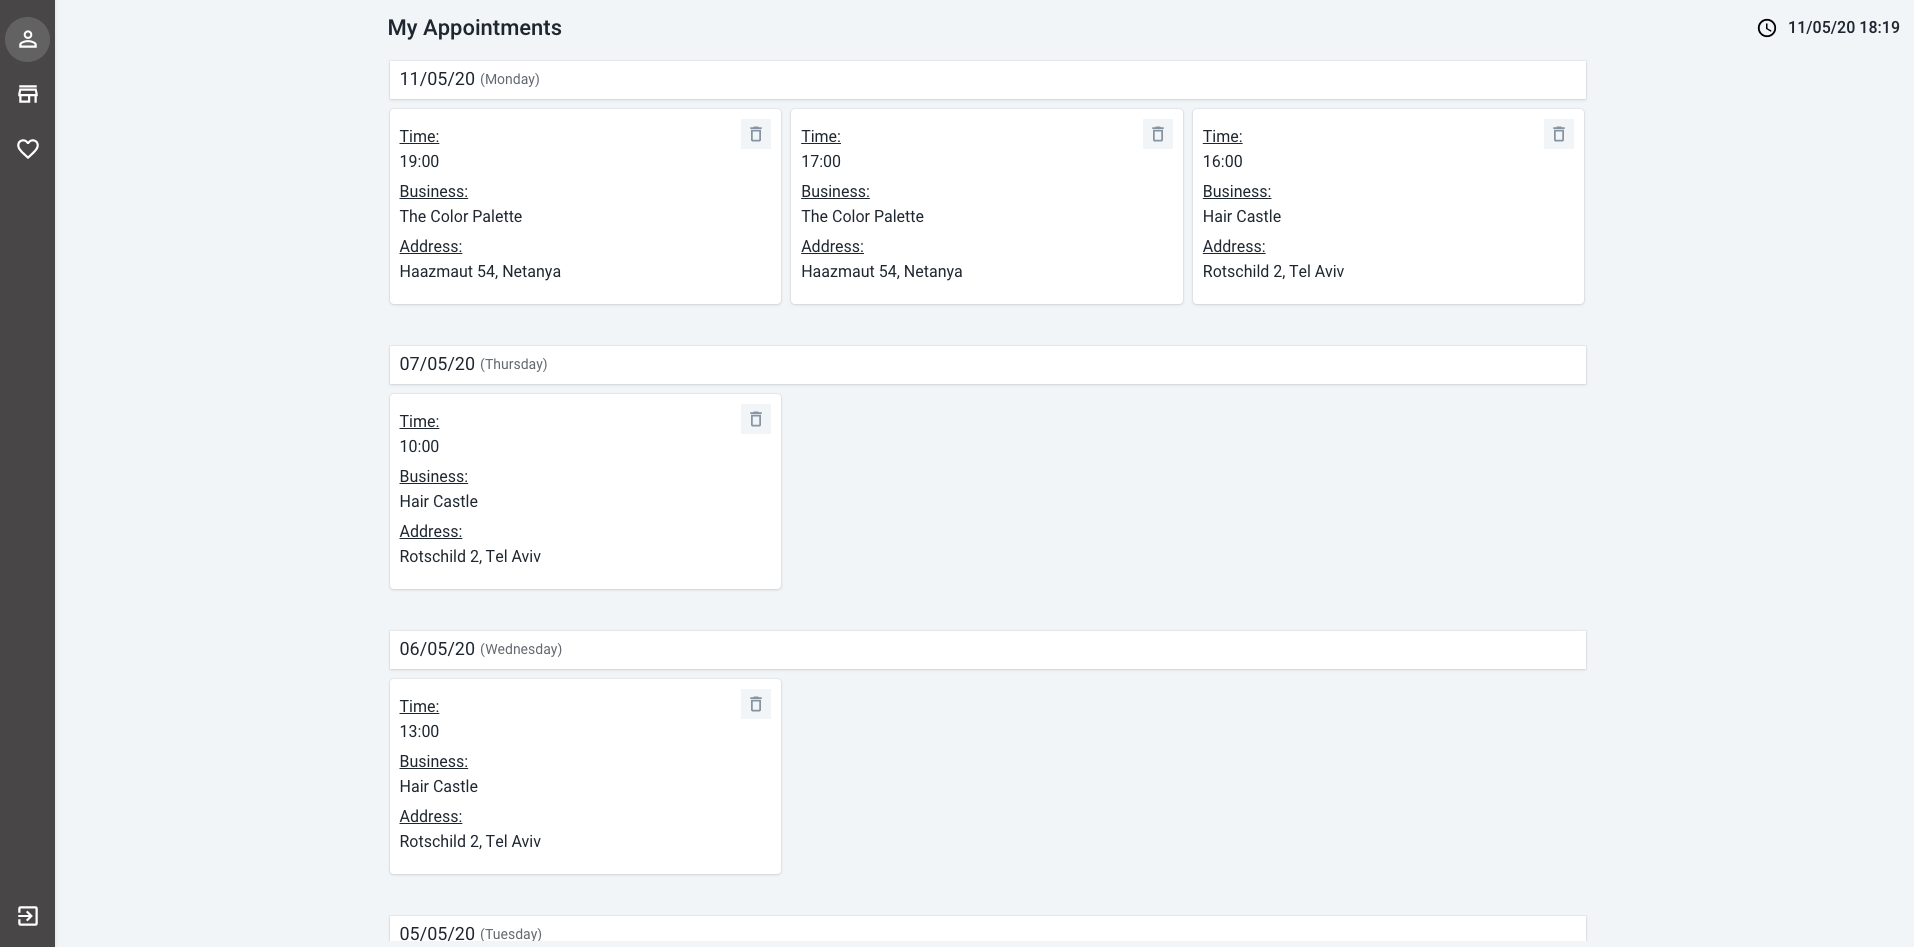 My Appointments
11/05/20 18:19
11/05/20 (Monday)
Time:
19:00
Business:
The Color Palette
Address:
Haazmaut 54, Netanya
Time:
17:00
Business:
The Color Palette
Address:
Haazmaut 54, Netanya
Time:
16:00
Business:
Hair Castle
Address:
Rotschild 2, Tel Aviv
07/05/20 (Thursday)
Time:
10:00
Business:
Hair Castle
Address:
Rotschild 2, Tel Aviv
06/05/20 (Wednesday)
Time:
13:00
Business:
Hair Castle
Address:
Rotschild 2, Tel Aviv
05/05/20 (Tuesday)